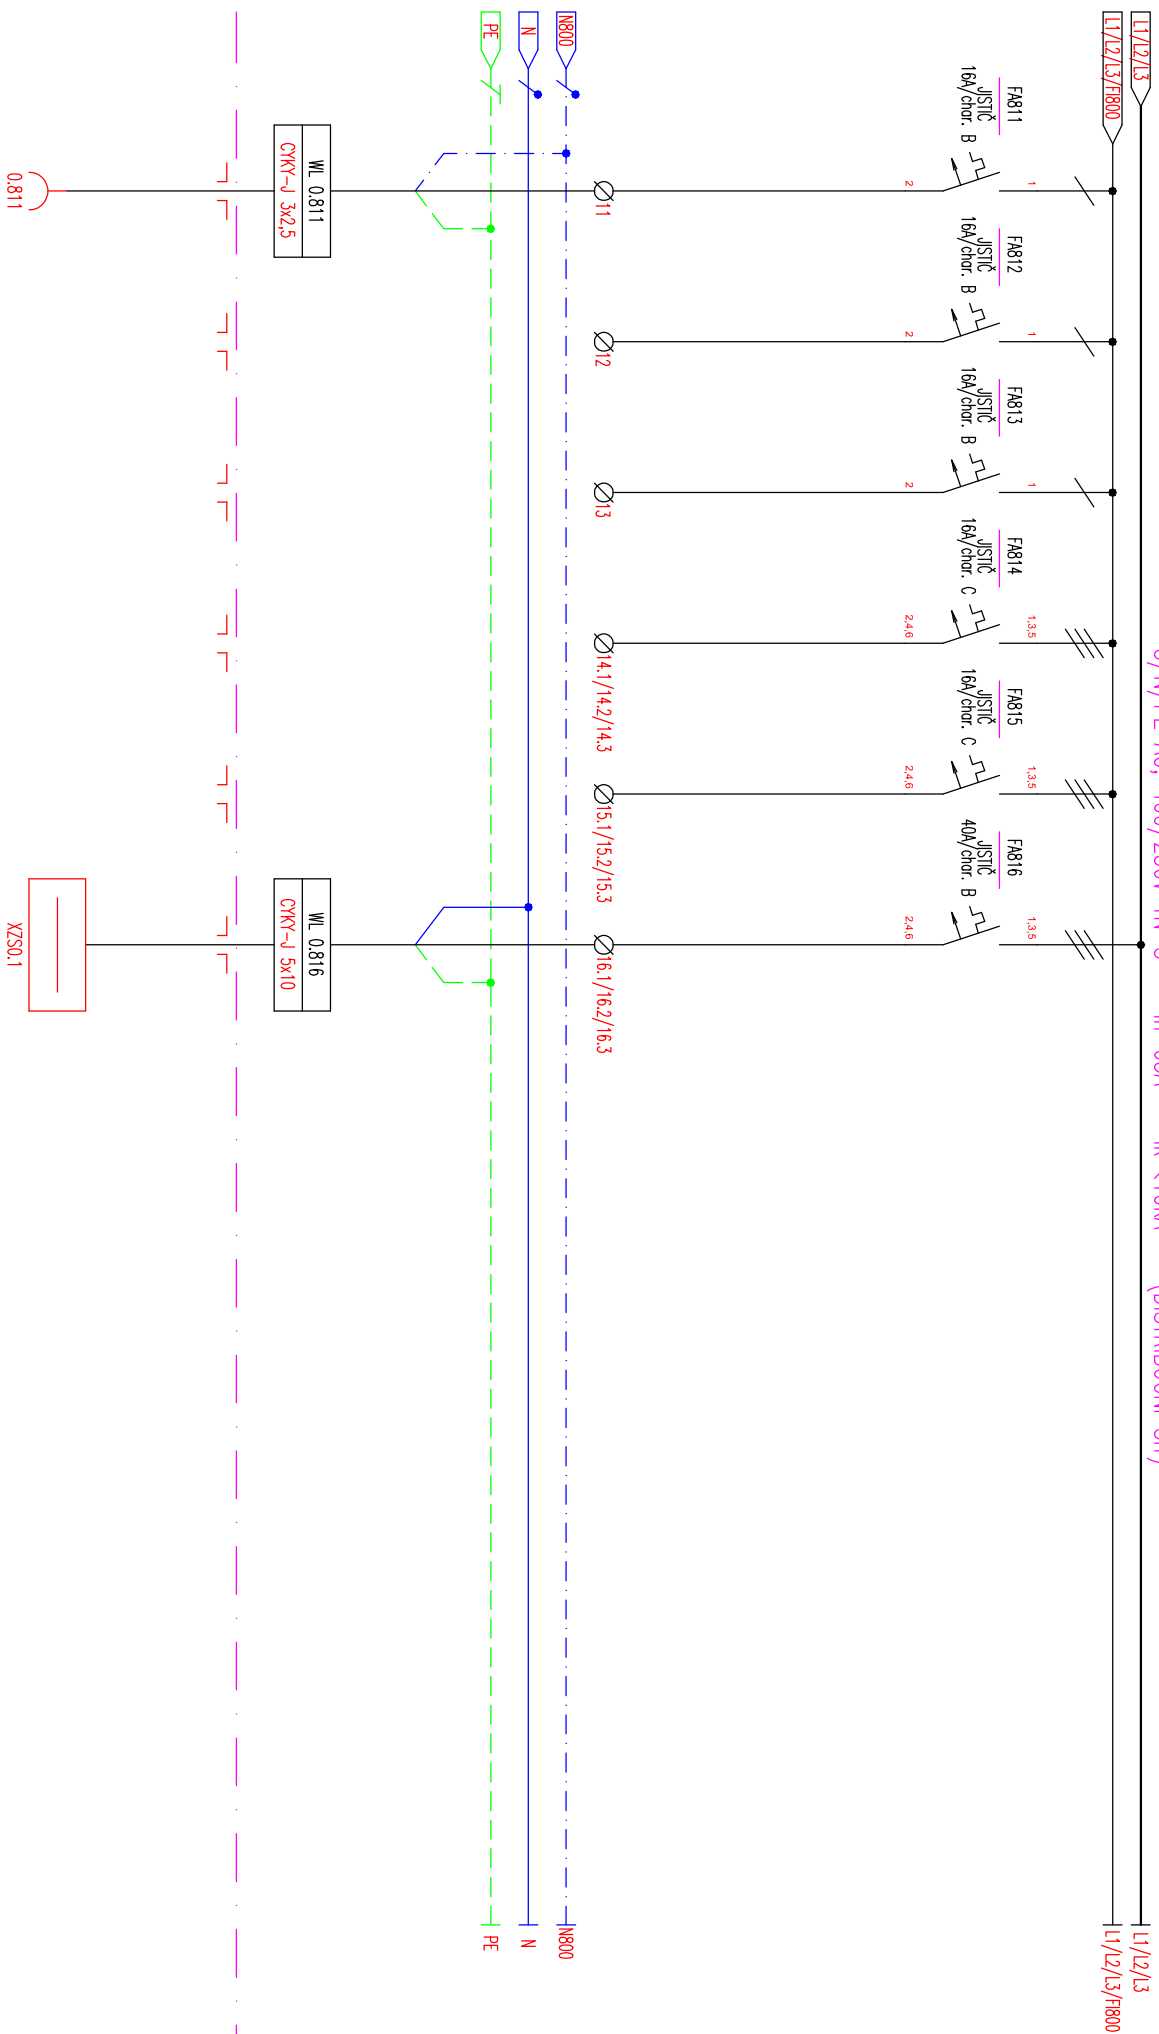 L1/L2/L3
L1/L2/L3
L1/L2/L3/FI800
L1/L2/L3/FI800
FA811
JISTIČ
16A/char. B
1
2
11
FA812
JISTIČ
16A/char. B
1
2
12
FA813
JISTIČ
16A/char. B
1
2
13
FA814
JISTIČ
16A/char. C
1,3,5
2,4,6
14.1/14.2/14.3
FA815
JISTIČ
16A/char. C
1,3,5
2,4,6
15.1/15.2/15.3
FA816
JISTIČ
40A/char. B
1,3,5
2,4,6
16.1/16.2/16.3
N800
N800
N
N
PE
PE
WL 0.811
CYKY-J 3x2,5
WL 0.816
CYKY-J 5x10
0.811
XZS0.1